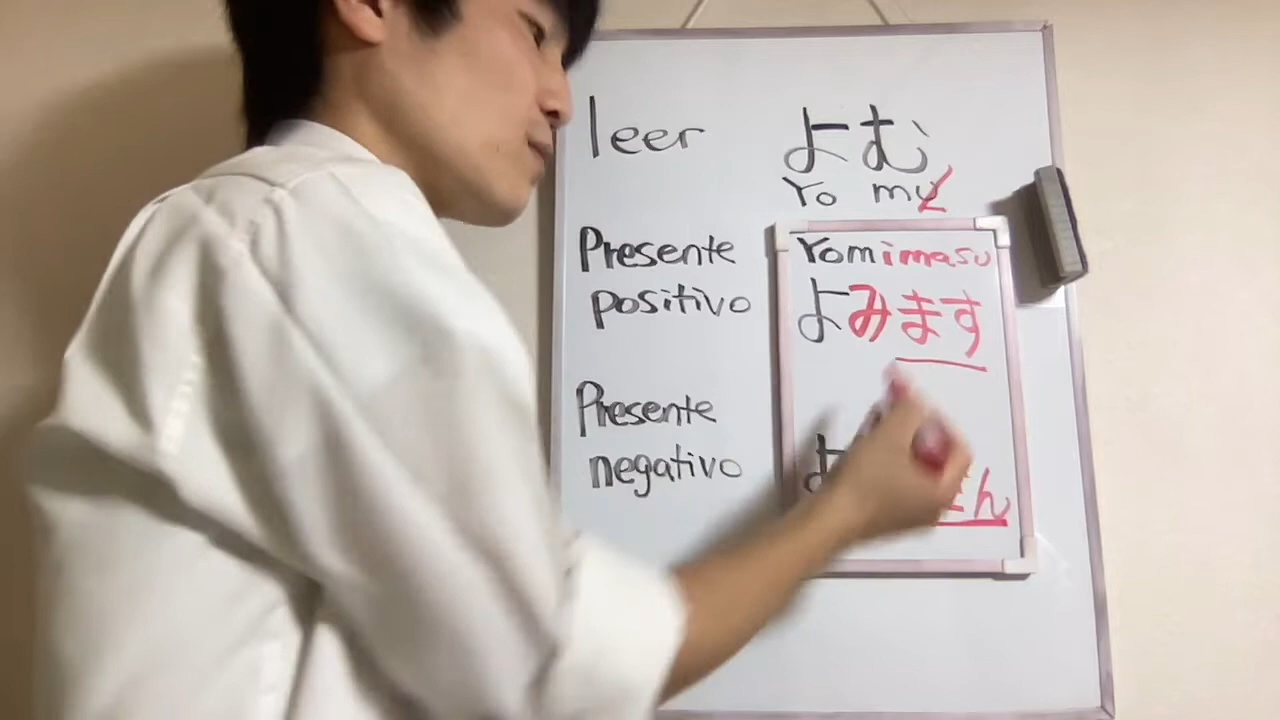 leer よむ
Yo mu
Presente Yomimasu
positivo よみます
Presente
negativo よ せん